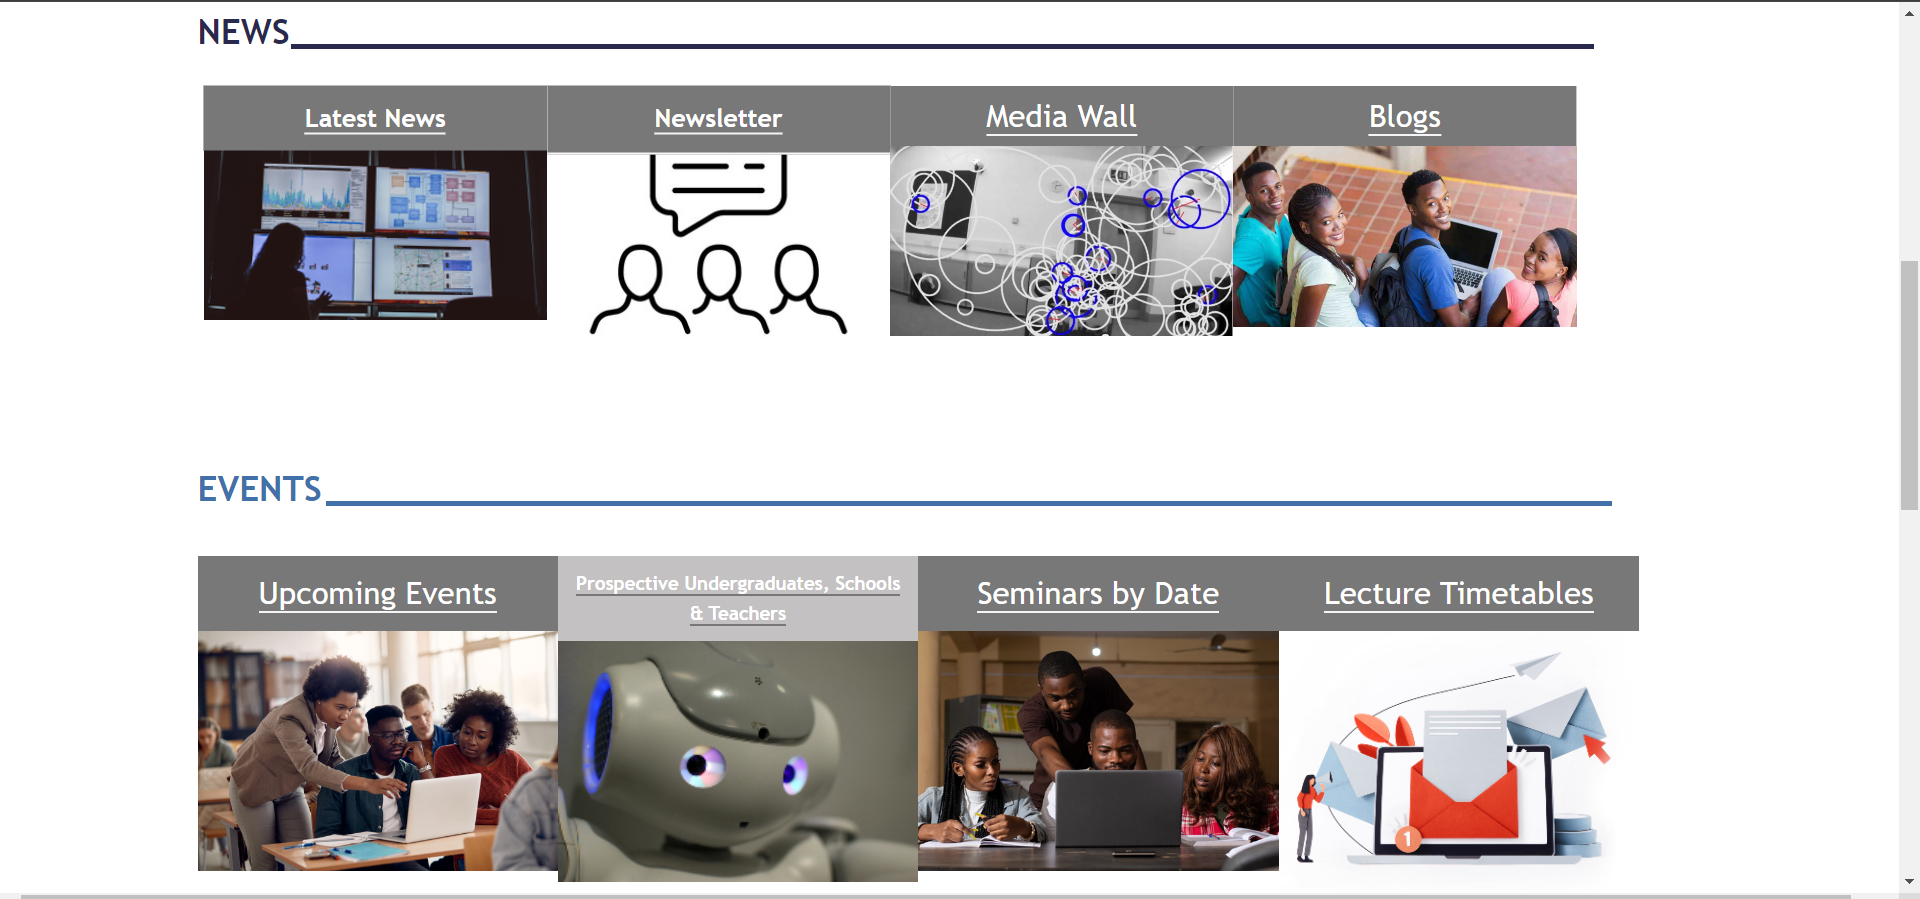 NEWS
Latest News
Newsletter
Media Wall
Blogs
EVENTS
Upcoming Events
Prospective Undergraduates, Schools
& Teachers
Seminars by Date
Lecture Timetables
1